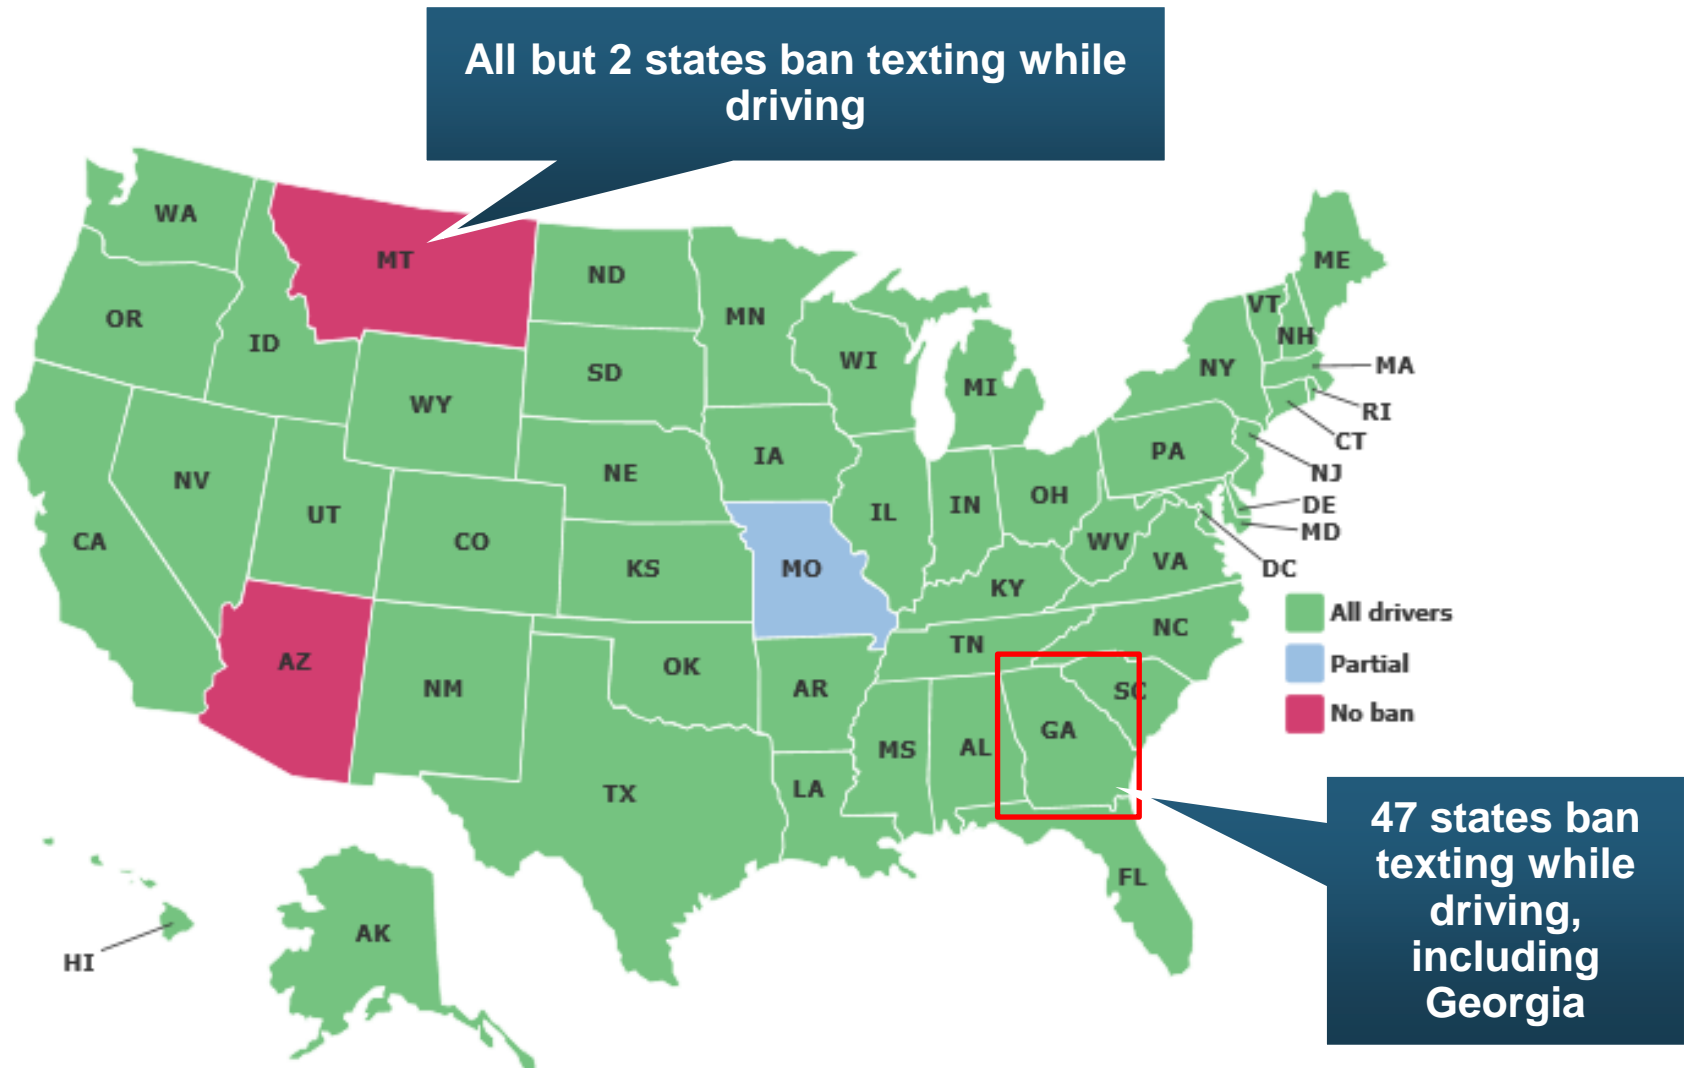 All but 2 states ban texting while
driving
WA
MT
ND
MN
ME
VT
NH
OR
ID
SD
WI
MI
NY
MA
RI
CT
WY
NV
NE
IA
PA
NJ
DE
MD
DC
UT
CO
IL
IN
OH
WV
VA
CA
KS
MO
KY
All drivers
NC
TN
Partial
AZ
NM
OK
AR
SC
No ban
GA
MS
AL
TX
LA
47 states ban
texting while
driving,
including
Georgia
FL
AK
HI